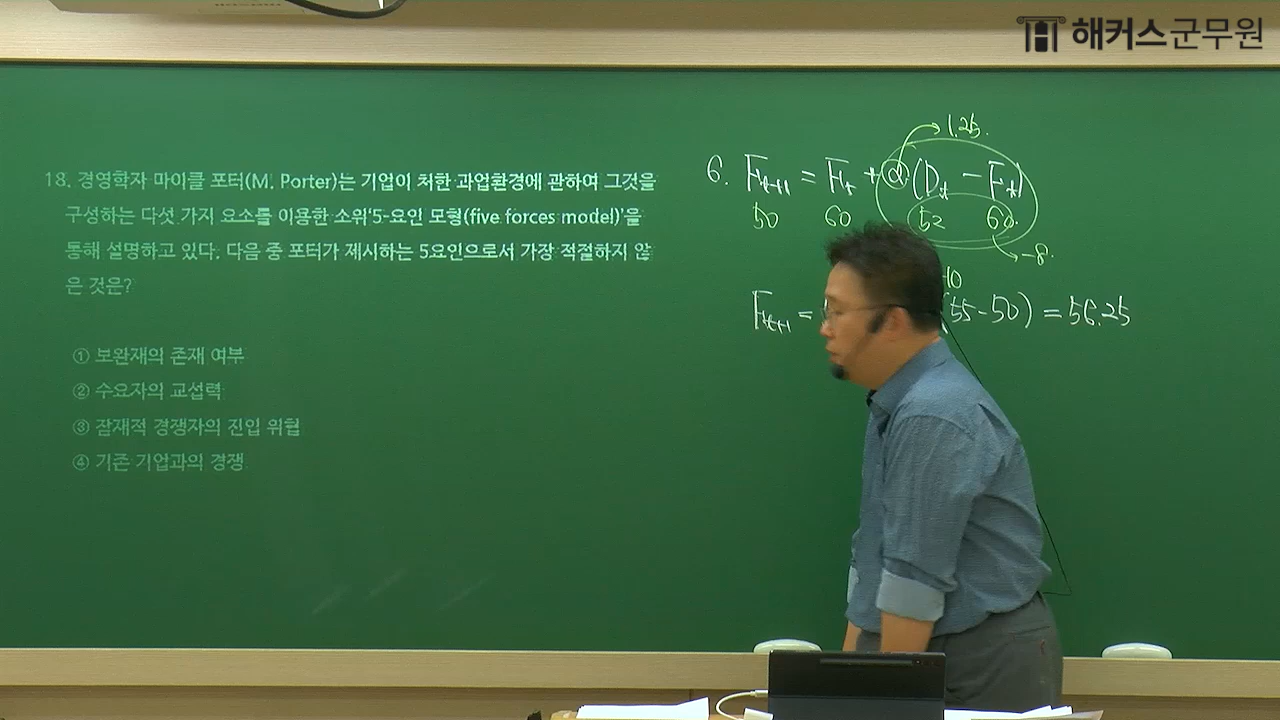 해커스군무원
18. 경영학자 마이클 포터(M. Porter)는 기업이 처한 과업환경에 관하여 그것을
구성하는 다섯 가지 요소를 이용한 소위'5-요인 모형(five forces model)'을
통해 설명하고 있다. 다음 중 포터가 제시하는 5요인으로서 가장 적절하지 않
은 것은?
① 보완재의 존재 여부
② 수요자의 교섭력
③ 잠재적 경쟁자의 진입 위협
④ 기존 기업과의 경쟁
1.25.
6. Ft+1 = Ft + α(Dt - Ft)
50 60 52 60
-8.
10
Ft+1 = (55-50) = 56.25